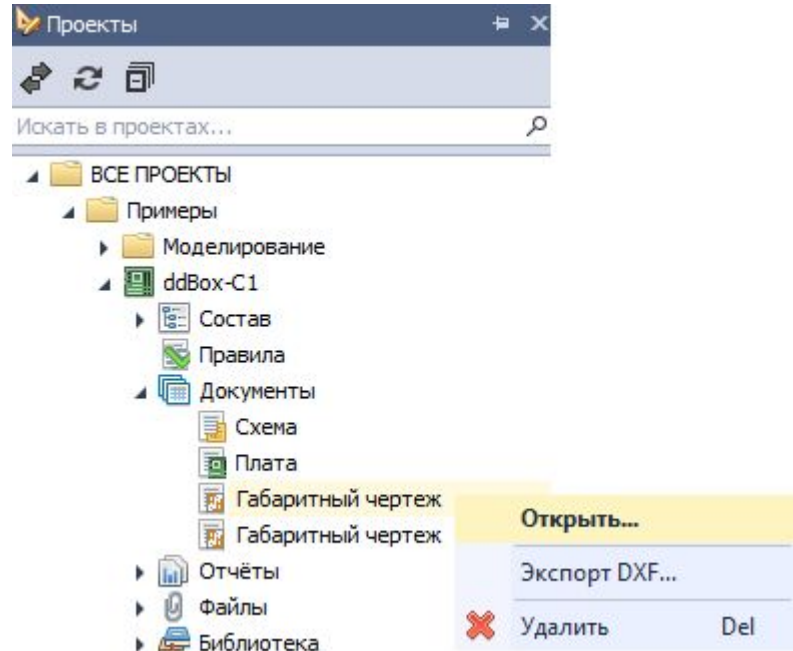 Проекты
Искать в проектах...
ВСЕ ПРОЕКТЫ
Примеры
Моделирование
ddBox-C1
Состав
Правила
Документы
Схема
Плата
Габаритный чертеж
Габаритный чертеж
Отчёты
Файлы
Библиотека
Открыть...
Экспорт DXF...
Удалить Del